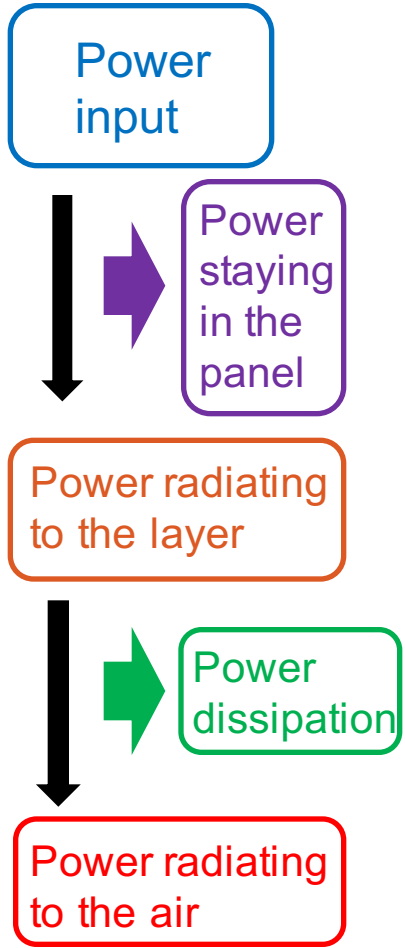 Power
input
Power
staying
in the
panel
Power radiating
to the layer
Power
dissipation
Power radiating
to the air